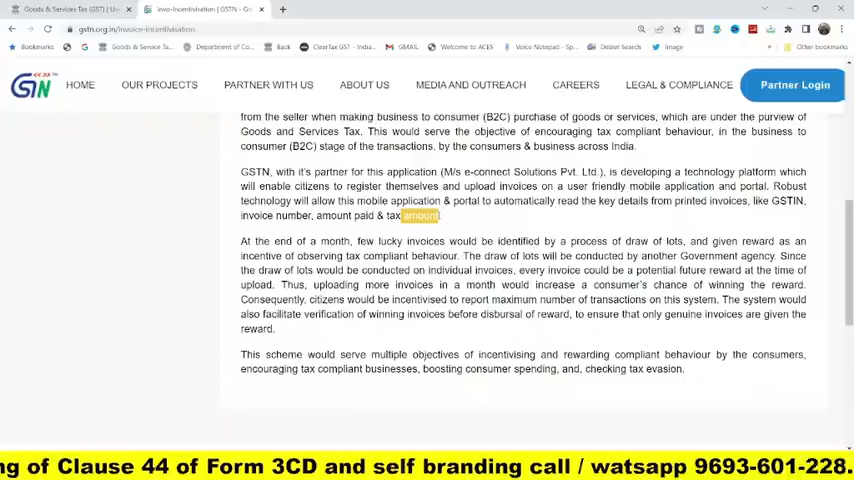 Goods & Services Tax (GST) | U
Invo-Incentivisation | GSTN - Go
gstn.org.in/invoice-incentivisation
Bookmarks
Goods & Service Ta...
Department of Co...
Back
ClearTax GST - India...
GMAIL
Welcome to ACES
Voice Notepad - Sp...
Dealer Search
Image
Other bookmarks
GSTN
HOME
OUR PROJECTS
PARTNER WITH US
ABOUT US
MEDIA AND OUTREACH
CAREERS
LEGAL & COMPLIANCE
Partner Login
from the seller when making business to consumer (B2C) purchase of goods or services, which are under the purview of
Goods and Services Tax. This would serve the objective of encouraging tax compliant behaviour, in the business to
consumer (B2C) stage of the transactions, by the consumers & business across India.
GSTN, with it's partner for this application (M/s e-connect Solutions Pvt. Ltd.), is developing a technology platform which
will enable citizens to register themselves and upload invoices on a user friendly mobile application and portal. Robust
technology will allow this mobile application & portal to automatically read the key details from printed invoices, like GSTIN,
invoice number, amount paid & tax amount.
At the end of a month, few lucky invoices would be identified by a process of draw of lots, and given reward as an
incentive of observing tax compliant behaviour. The draw of lots will be conducted by another Government agency. Since
the draw of lots would be conducted on individual invoices, every invoice could be a potential future reward at the time of
upload. Thus, uploading more invoices in a month would increase a consumer's chance of winning the reward.
Consequently, citizens would be incentivised to report maximum number of transactions on this system. The system would
also facilitate verification of winning invoices before disbursal of reward, to ensure that only genuine invoices are given the
reward.
This scheme would serve multiple objectives of incentivising and rewarding compliant behaviour by the consumers,
encouraging tax compliant businesses, boosting consumer spending, and, checking tax evasion.
ng of Clause 44 of Form 3CD and self branding call / watsapp 9693-601-228.